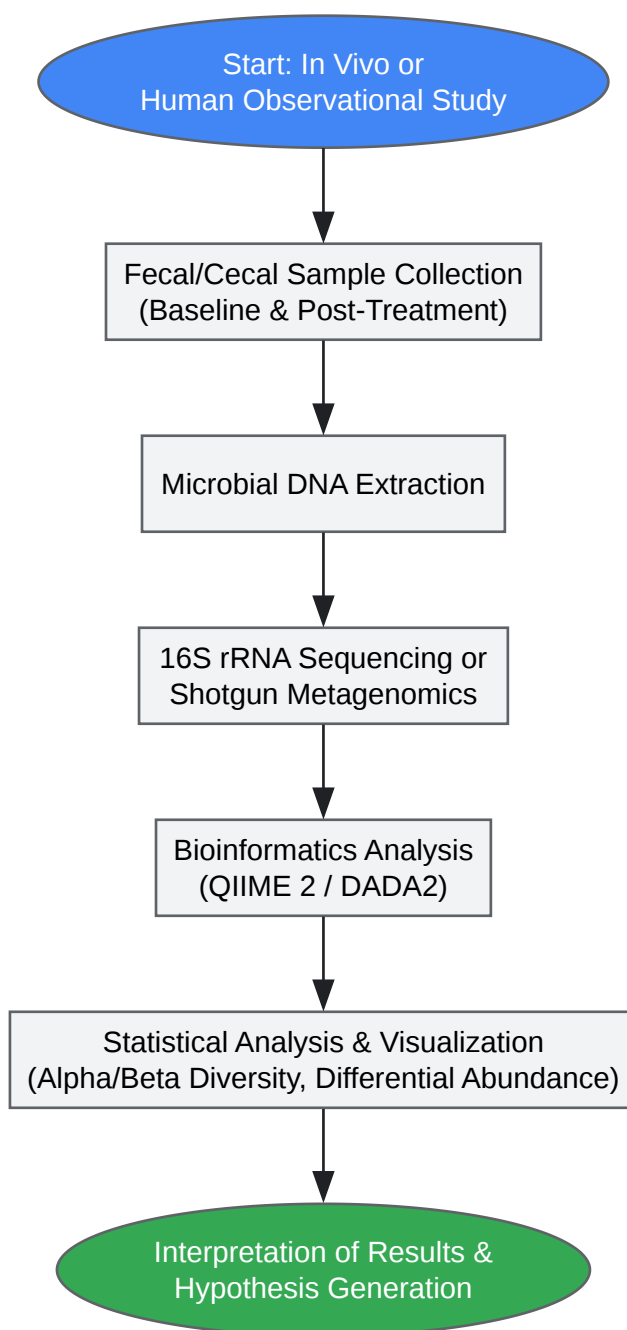 Start: In Vivo or
Human Observational Study
Fecal/Cecal Sample Collection
(Baseline & Post-Treatment)
Microbial DNA Extraction
16S rRNA Sequencing or
Shotgun Metagenomics
Bioinformatics Analysis
(QIIME 2 / DADA2)
Statistical Analysis & Visualization
(Alpha/Beta Diversity, Differential Abundance)
Interpretation of Results &
Hypothesis Generation